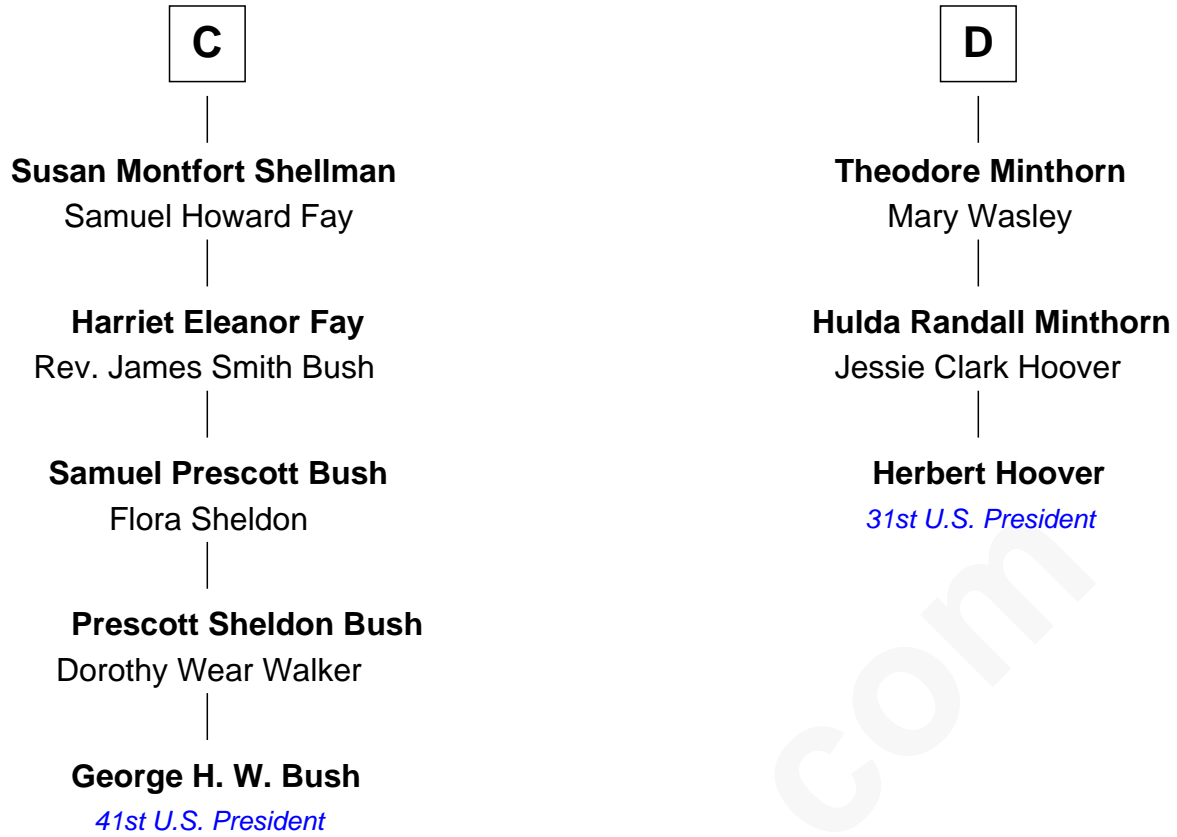 C
Susan Montfort Shellman
Samuel Howard Fay
Harriet Eleanor Fay
Rev. James Smith Bush
Samuel Prescott Bush
Flora Sheldon
Prescott Sheldon Bush
Dorothy Wear Walker
George H. W. Bush
41st U.S. President
D
Theodore Minthorn
Mary Wasley
Hulda Randall Minthorn
Jessie Clark Hoover
Herbert Hoover
31st U.S. President
com